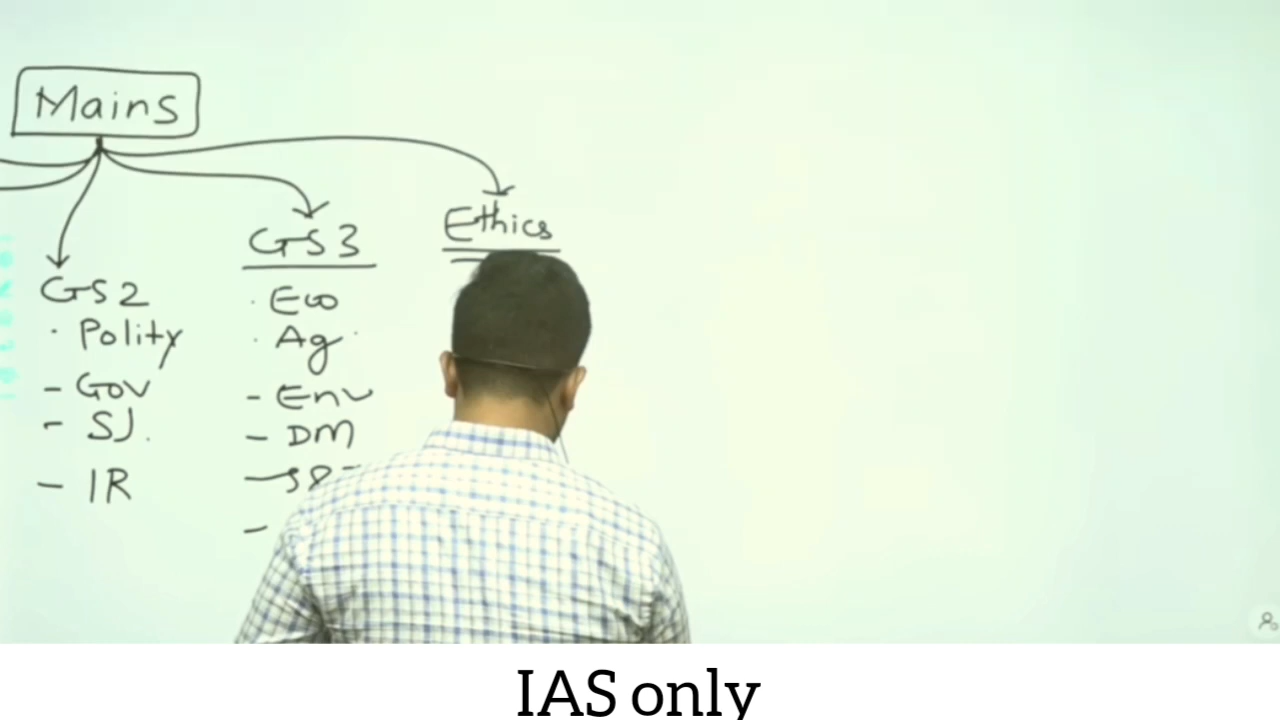 Mains
Ethics
GS3
GS2
· Eco
· Polity
· Ag
- Gov
- Env
- SJ.
- DM
- IR
IAS only